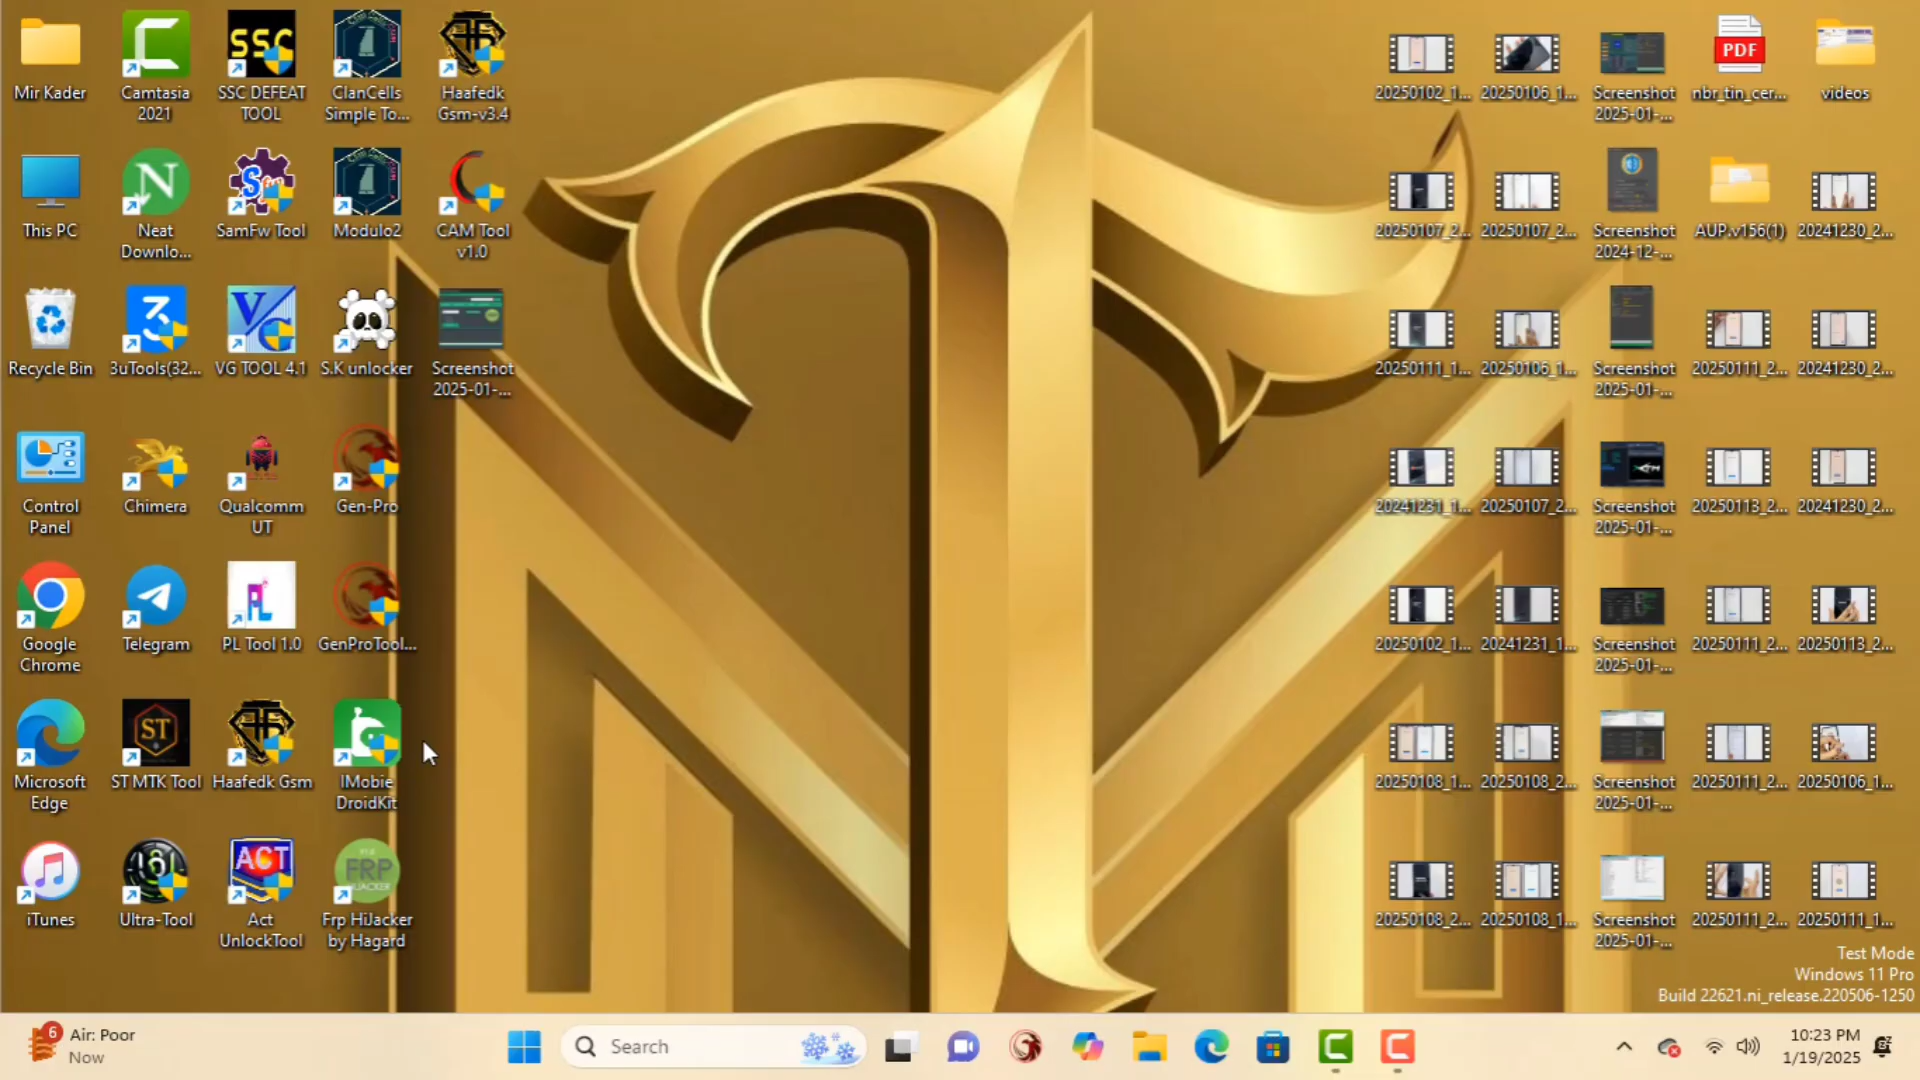 Mir Kader
Camtasia
2021
SSC
SSC DEFEAT
TOOL
ClanCells
Simple To...
Haafedk
Gsm-v3.4
This PC
Neat
Downlo...
SamFw Tool
Modulo2
CAM Tool
v1.0
Recycle Bin
3uTools(32...
VG TOOL 4.1
S.K unlocker
Screenshot
2025-01-...
Control
Panel
Chimera
Qualcomm
UT
Gen-Pro
Google
Chrome
Telegram
PL Tool 1.0
GenProTool...
Microsoft
Edge
ST
ST MTK Tool
Haafedk Gsm
IMobie
DroidKit
iTunes
Ultra-Tool
ACT
Act
UnlockTool
FRP
HIJACKER
Frp HiJacker
by Hagard
20250102_1...
20250106_1...
Screenshot
2025-01-...
PDF
nbr_tin_cer...
videos
20250107_2...
20250107_2...
Screenshot
2024-12-...
AUP.v156(1)
20241230_2...
20250111_1...
20250106_1...
Screenshot
2025-01-...
20250111_2...
20241230_2...
20241231_1...
20250107_2...
Screenshot
2025-01-...
20250113_2...
20241230_2...
20250102_1...
20241231_1...
Screenshot
2025-01-...
20250111_2...
20250113_2...
20250108_1...
20250108_2...
Screenshot
2025-01-...
20250111_2...
20250106_1...
20250108_2...
20250108_1...
Screenshot
2025-01-...
20250111_2...
20250111_1...
Test Mode
Windows 11 Pro
Build 22621.ni_release.220506-1250
6
Air: Poor
Now
Search
10:23 PM
1/19/2025